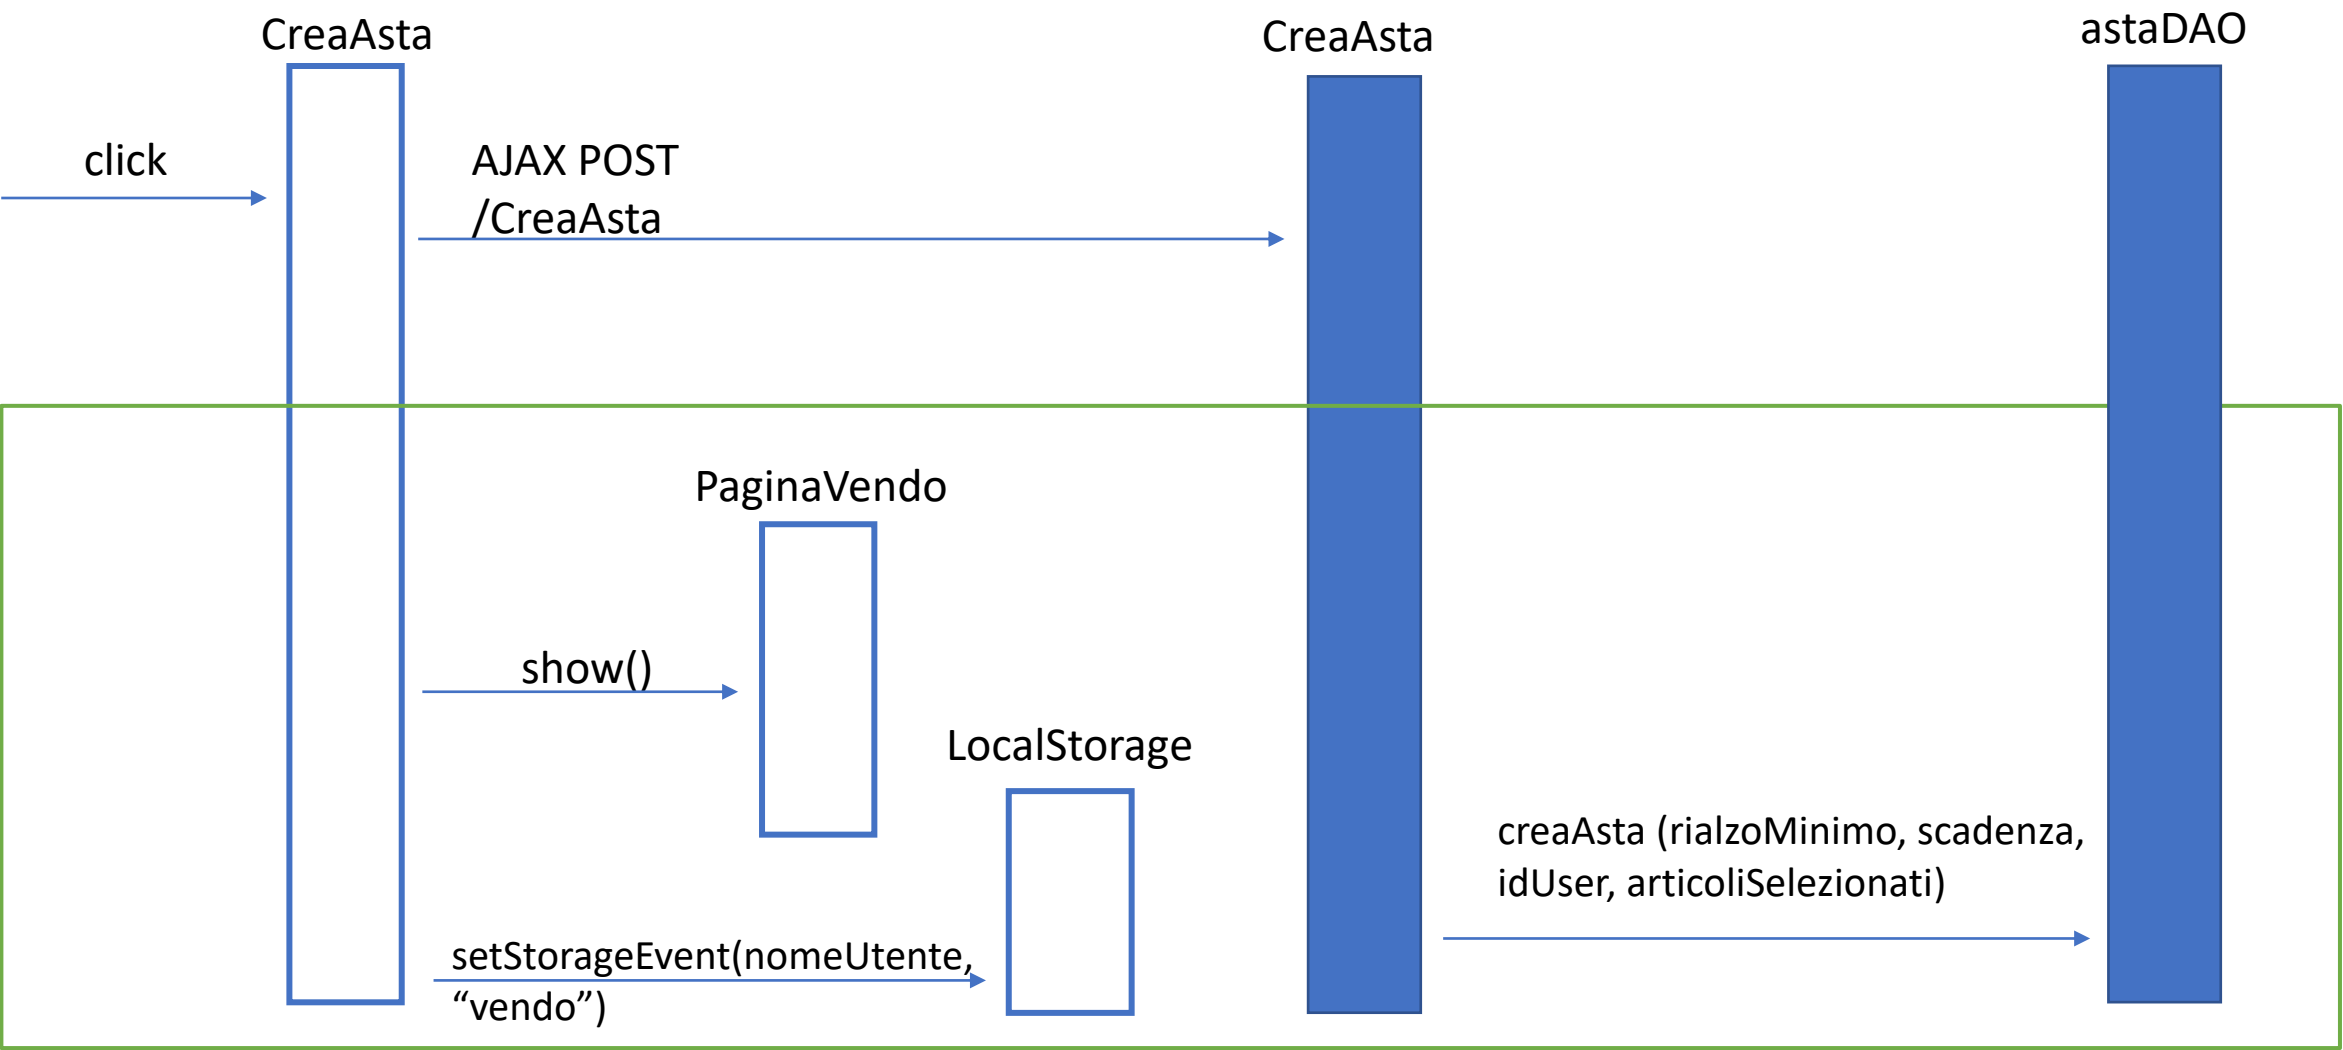 CreaAsta
CreaAsta
astaDAO
click
AJAX POST
/CreaAsta
PaginaVendo
show()
LocalStorage
creaAsta (rialzoMinimo, scadenza,
idUser, articoliSelezionati)
setStorageEvent(nomeUtente,
“vendo”)